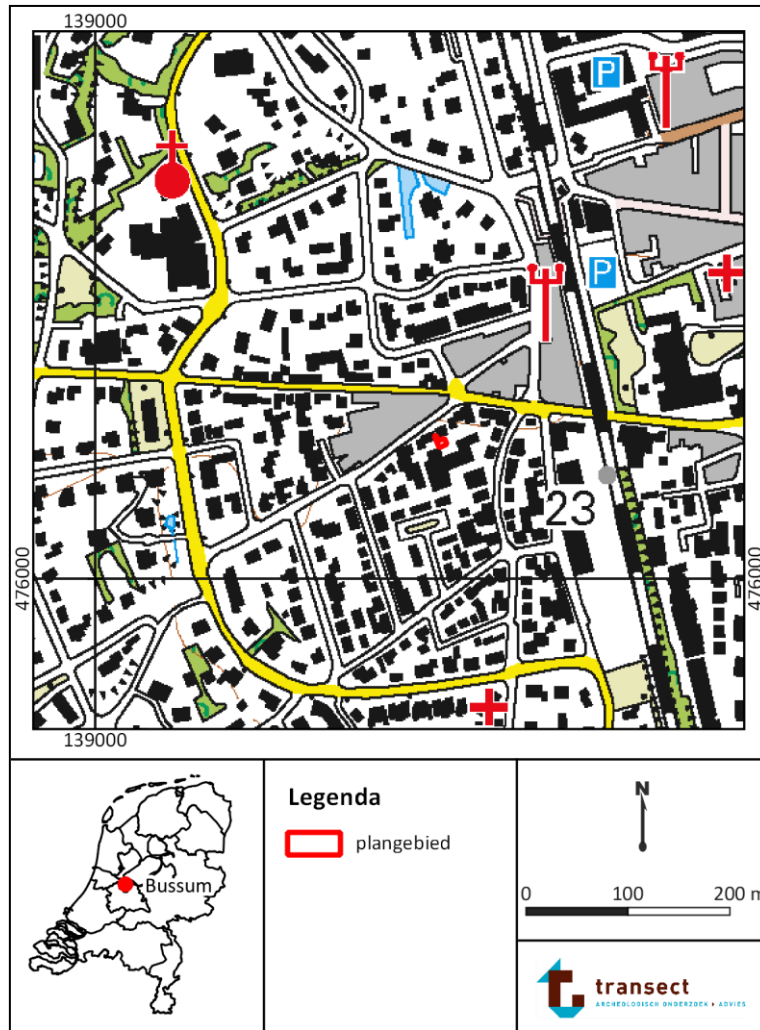 139000
P
P
23
476000
476000
139000
Bussum
Legenda
plangebied
N
0 100 200 m
transect
ARCHEOLOGISCH ONDERZOEK ▸ ADVIES